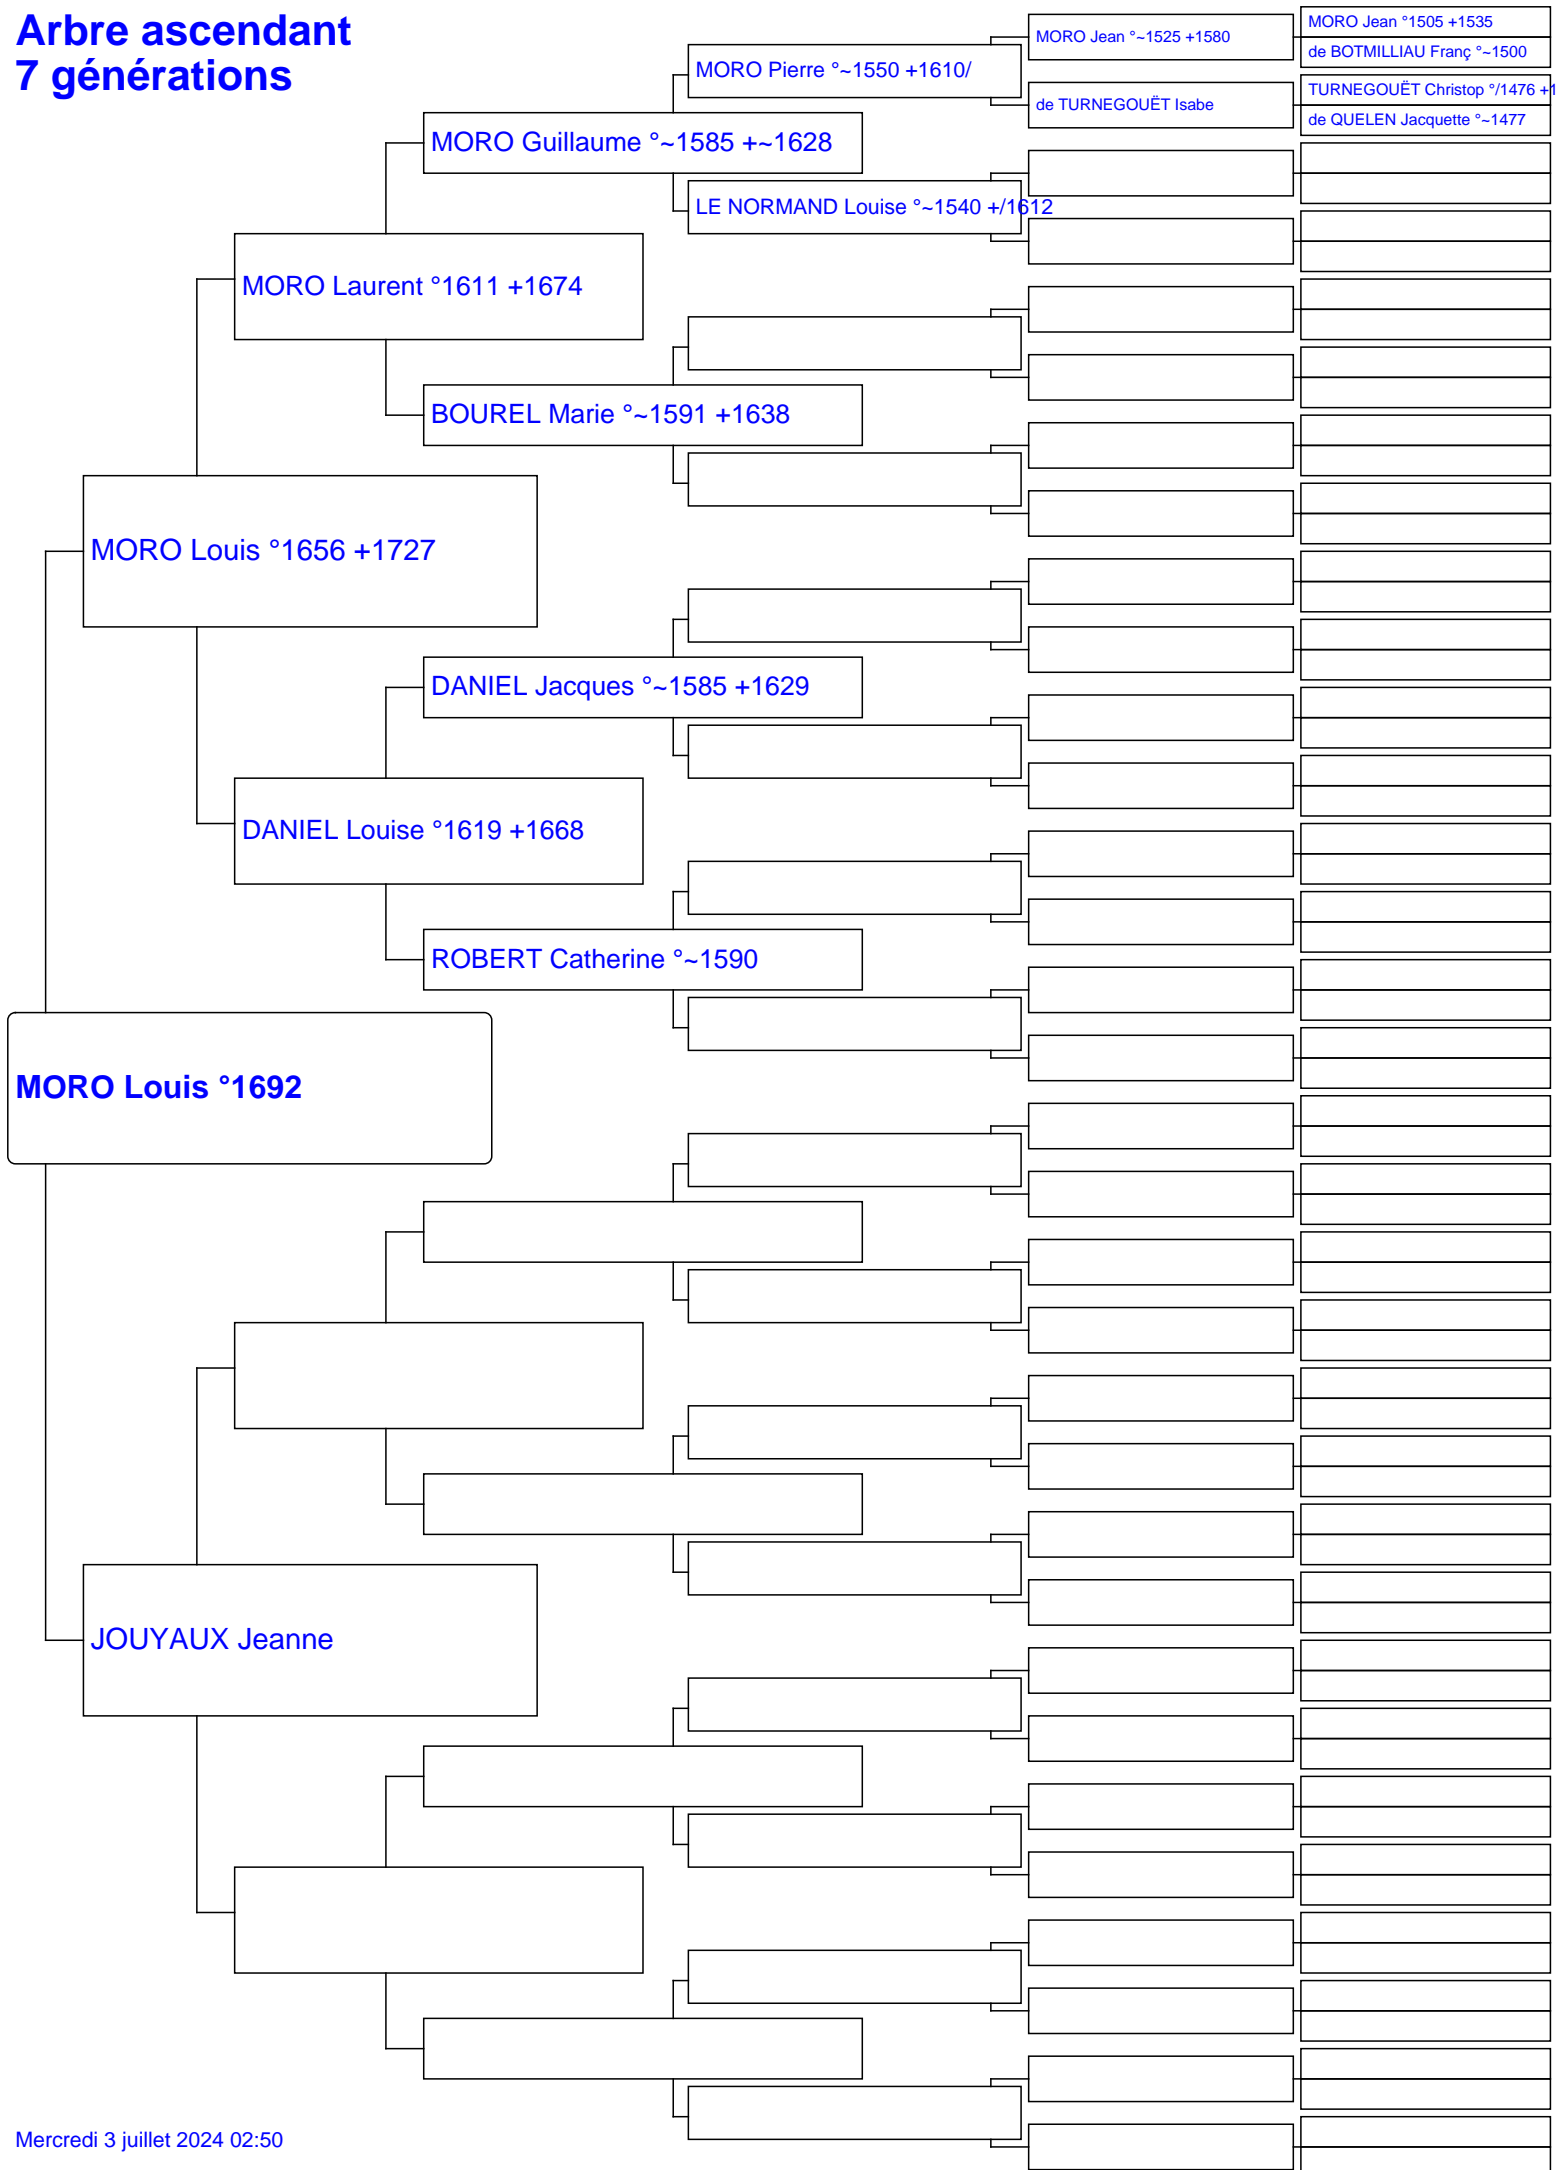 Arbre ascendant
7 générations
MORO Jean °1505 +1535
MORO Jean °~1525 +1580
de BOTMILLIAU Franç °~1500
MORO Pierre °~1550 +1610/
TURNEGOUËT Christop °/1476 +1
de TURNEGOUËT Isabe
de QUELEN Jacquette °~1477
MORO Guillaume °~1585 +~1628
LE NORMAND Louise °~1540 +/1612
MORO Laurent °1611 +1674
BOUREL Marie °~1591 +1638
MORO Louis °1656 +1727
DANIEL Jacques °~1585 +1629
DANIEL Louise °1619 +1668
ROBERT Catherine °~1590
MORO Louis °1692
JOUYAUX Jeanne
Mercredi 3 juillet 2024 02:50